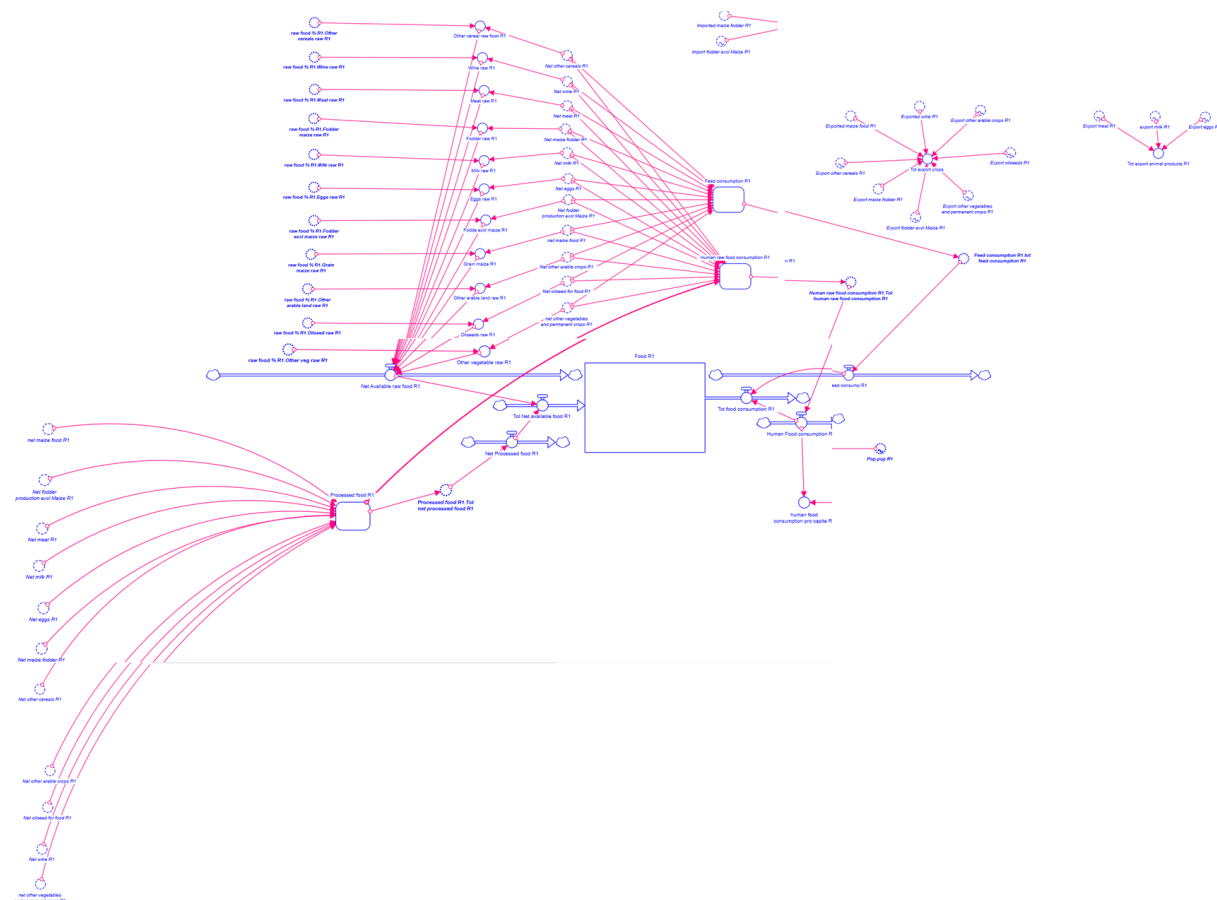 Imported maize fodder R1
Import fodder excl Maize R1
raw food % R1.Other
cereals raw R1
Other cereal raw food R1
Net other cereals R1
raw food % R1.Wine raw R1
Wine raw R1
Net wine R1
raw food % R1.Meat raw R1
Meat raw R1
Net meat R1
raw food % R1.Fodder
maize raw R1
Fodder raw R1
Net maize fodder R1
raw food % R1.Milk raw R1
Milk raw R1
Net milk R1
raw food % R1.Eggs raw R1
Eggs raw R1
Net eggs R1
raw food % R1.Fodder
excl maize raw R1
Fodde excl maize R1
Net fodder
production excl Maize R1
raw food % R1.Grain
maize raw R1
Grain maize R1
net maize food R1
raw food % R1.Other
arable land raw R1
Other arable land raw R1
Net other arable crops R1
raw food % R1.Oilseed raw R1
Oilseeds raw R1
Net oilseed for food R1
raw food % R1.Other veg raw R1
Other vegatable raw R1
net other vegetables
and permanent crops R1
Feed consumption R1
Human raw food consumption R1
n R1
Exported maize food R1
Exported wine R1
Export other arable crops R1
Export other cereals R1
Tot export crops
Export oilseeds R1
Export maize fodder R1
Export other vegetables
and permanent crops R1
Export fodder excl Maize R1
Export meat R1
export milk R1
Export eggs R
Tot export animal products R1
Feed consumption R1.tot
feed consumption R1
Human raw food consumption R1.Tot
human raw food consumption R1
Net Available raw food R1
Food R1
eed consump R1
Tot Net available food R1
Tot food consumption R1
Net Processed food R1
Human Food consumption R
Pop.pop R1
human food
consumption pro capite R
Processed food R1
Processed food R1.Tot
net processed food R1
net maize food R1
Net fodder
production excl Maize R1
Net meat R1
Net milk R1
Net eggs R1
Net maize fodder R1
Net other cereals R1
Net other arable crops R1
Net oilseed for food R1
Net wine R1
net other vegetables